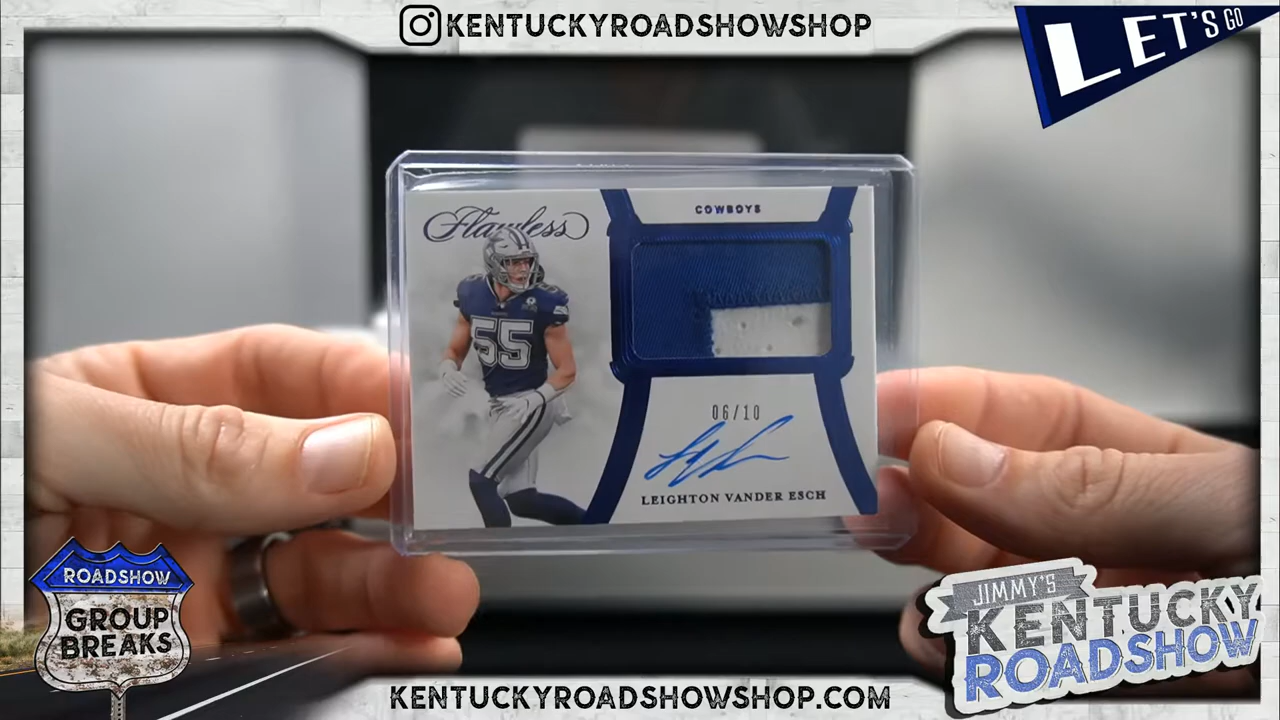 KENTUCKYROADSHOWSHOP
LET'S GO
Flawless
COWBOYS
55
06/10
LEIGHTON VANDER ESCH
ROADSHOW
GROUP
BREAKS
JIMMY'S
KENTUCKY
ROADSHOW
KENTUCKYROADSHOWSHOP.COM